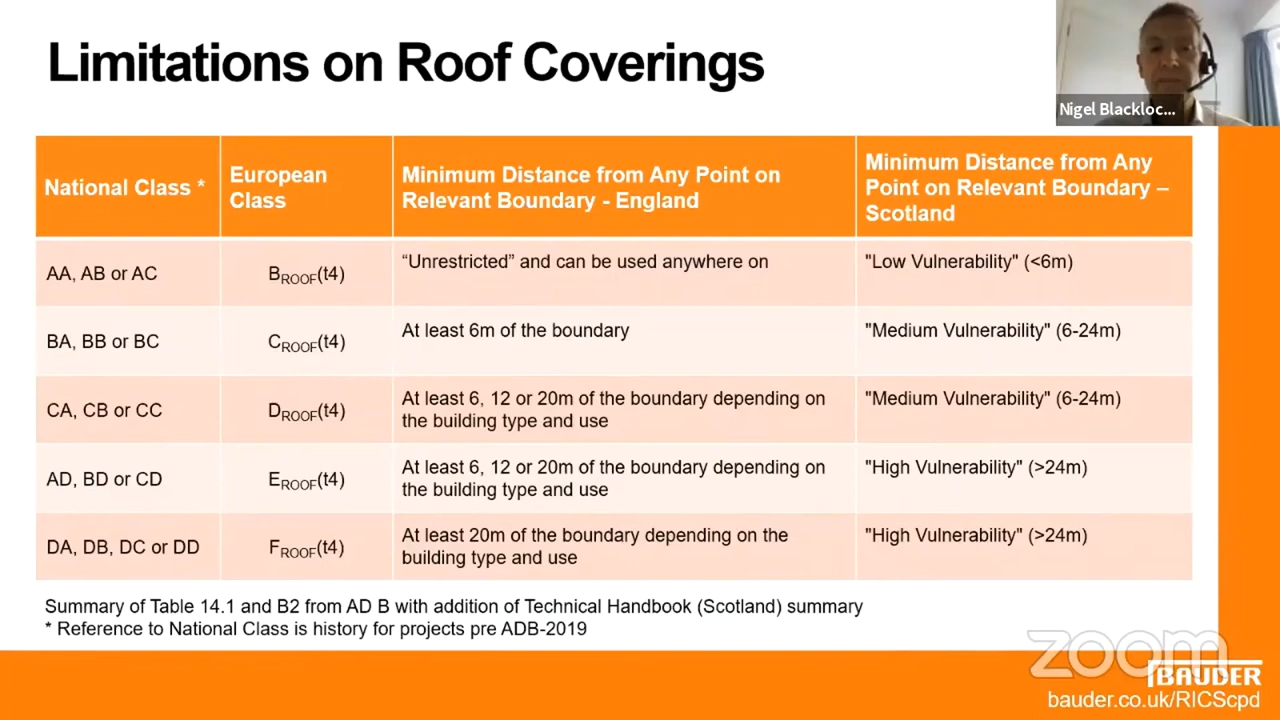 Limitations on Roof Coverings
Nigel Blackloc...
National Class *
European
Class
Minimum Distance from Any Point on
Relevant Boundary - England
Minimum Distance from Any
Point on Relevant Boundary –
Scotland
AA, AB or AC
BROOF(t4)
“Unrestricted” and can be used anywhere on
"Low Vulnerability" (<6m)
BA, BB or BC
CROOF(t4)
At least 6m of the boundary
"Medium Vulnerability" (6-24m)
CA, CB or CC
DROOF(t4)
At least 6, 12 or 20m of the boundary depending on
the building type and use
"Medium Vulnerability" (6-24m)
AD, BD or CD
EROOF(t4)
At least 6, 12 or 20m of the boundary depending on
the building type and use
"High Vulnerability" (>24m)
DA, DB, DC or DD
FROOF(t4)
At least 20m of the boundary depending on the
building type and use
"High Vulnerability" (>24m)
Summary of Table 14.1 and B2 from AD B with addition of Technical Handbook (Scotland) summary
* Reference to National Class is history for projects pre ADB-2019
zoom
BAUDER
bauder.co.uk/RICScpd